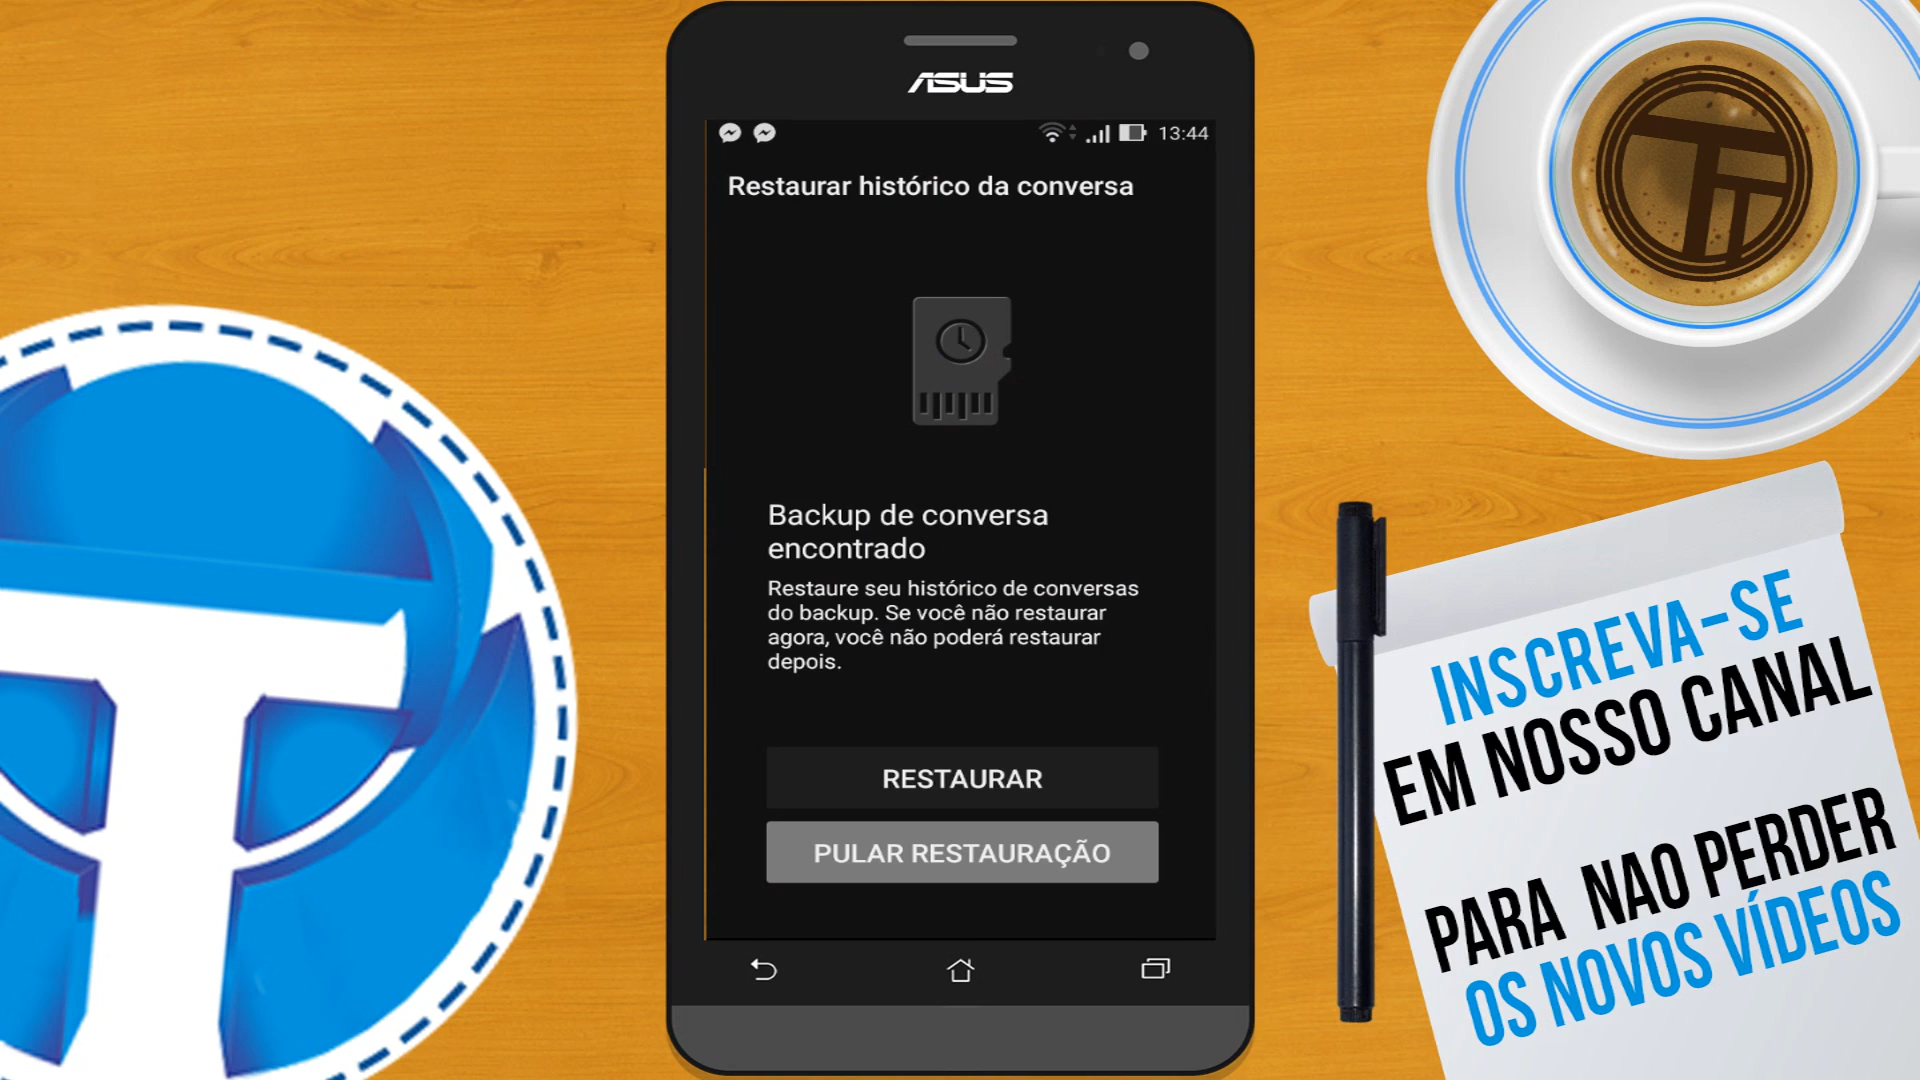 ASUS
13:44
Restaurar histórico da conversa
Backup de conversa
encontrado
Restaure seu histórico de conversas
do backup. Se você não restaurar
agora, você não poderá restaurar
depois.
RESTAURAR
PULAR RESTAURAÇÃO
INSCREVA-SE
EM NOSSO CANAL
PARA NAO PERDER
OS NOVOS VÍDEOS